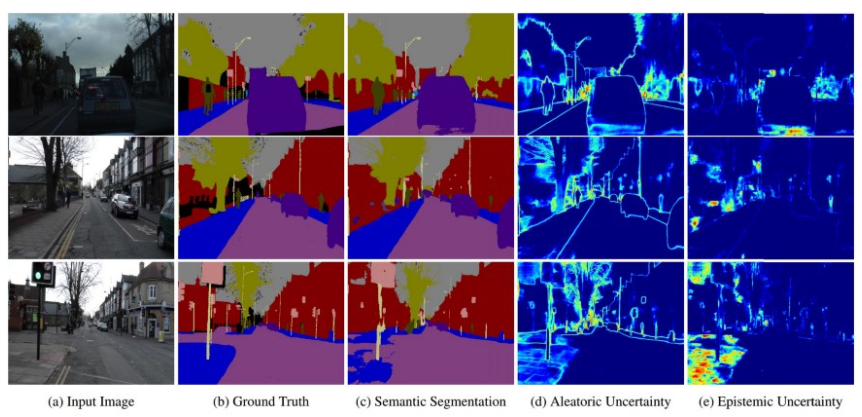 (a) Input Image (b) Ground Truth (c) Semantic Segmentation (d) Aleatoric Uncertainty (e) Epistemic Uncertainty